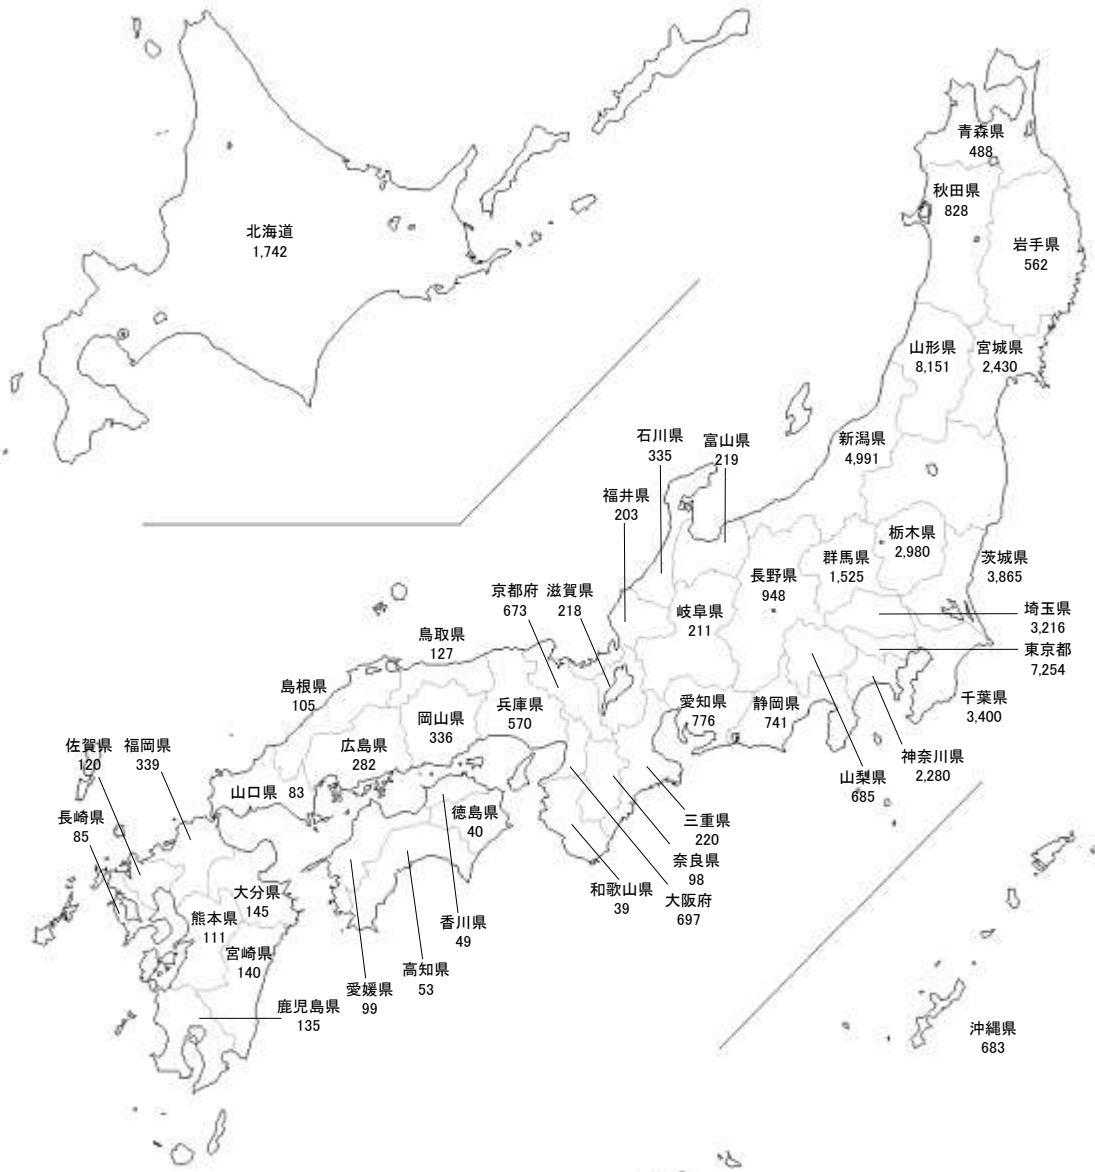 北海道
1,742
青森県
488
秋田県
828
岩手県
562
山形県
8,151
宮城県
2,430
新潟県
4,991
石川県
335
富山県
219
福井県
203
栃木県
2,980
群馬県
1,525
茨城県
3,865
長野県
948
埼玉県
3,216
東京都
7,254
千葉県
3,400
神奈川県
2,280
山梨県
685
岐阜県
211
愛知県
776
静岡県
741
京都府
673
滋賀県
218
鳥取県
127
島根県
105
岡山県
336
兵庫県
570
広島県
282
山口県 83
佐賀県
120
福岡県
339
長崎県
85
徳島県
40
三重県
220
奈良県
98
大阪府
697
和歌山県
39
香川県
49
高知県
53
愛媛県
99
大分県
145
熊本県
111
宮崎県
140
鹿児島県
135
沖縄県
683